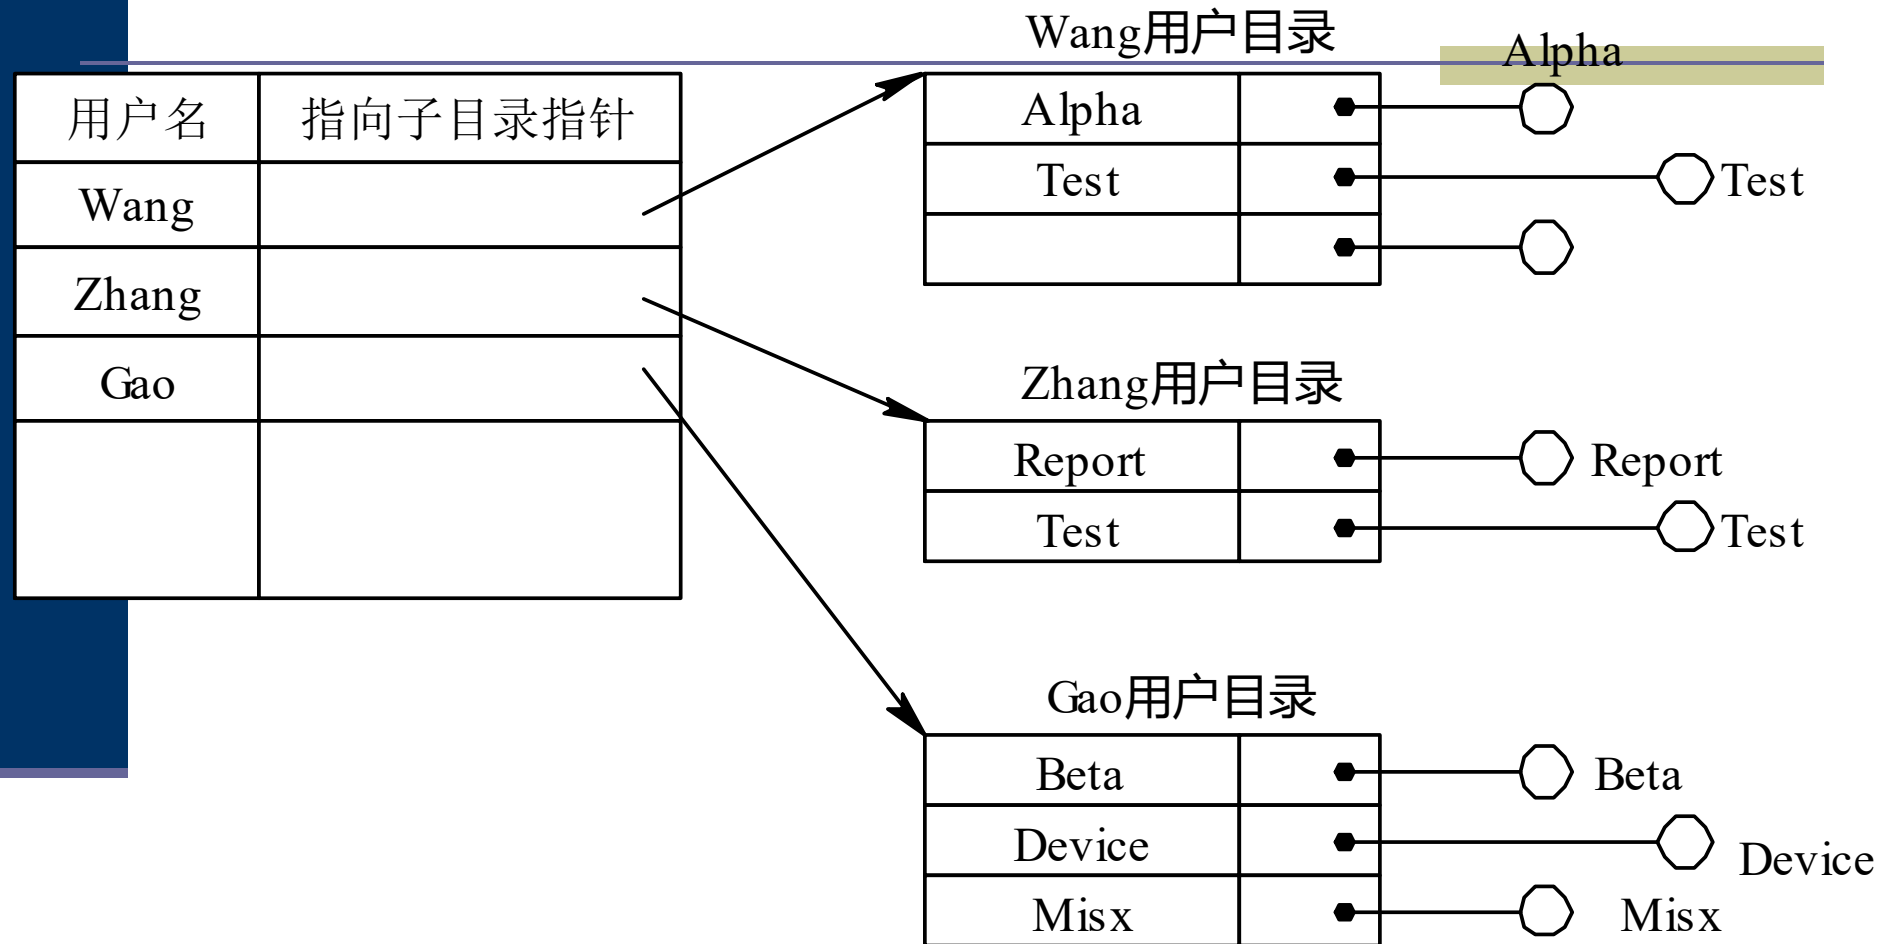 用户名 指向子目录指针
Wang
Zhang
Gao
Wang用户目录
Alpha
Alpha
Test
Test
Zhang用户目录
Report
Report
Test
Test
Gao用户目录
Beta
Beta
Device
Device
Misx
Misx